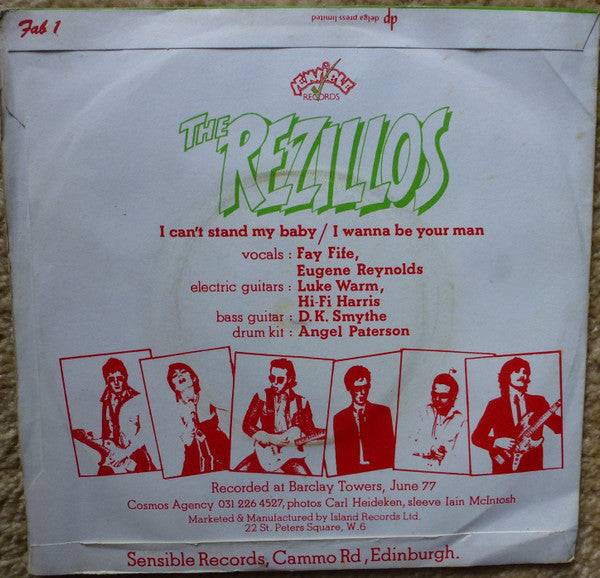 Fab 1
dp delga press limited
SENSIBLE
RECORDS
THE REZILLOS
I can't stand my baby / I wanna be your man
vocals : Fay Fife,
Eugene Reynolds
electric guitars : Luke Warm,
Hi-Fi Harris
bass guitar : D.K. Smythe
drum kit : Angel Paterson
Recorded at Barclay Towers, June 77
Cosmos Agency 031 226 4527, photos Carl Heideken, sleeve Iain McIntosh
Marketed & Manufactured by Island Records Ltd.
22 St. Peters Square, W.6
Sensible Records, Cammo Rd, Edinburgh.